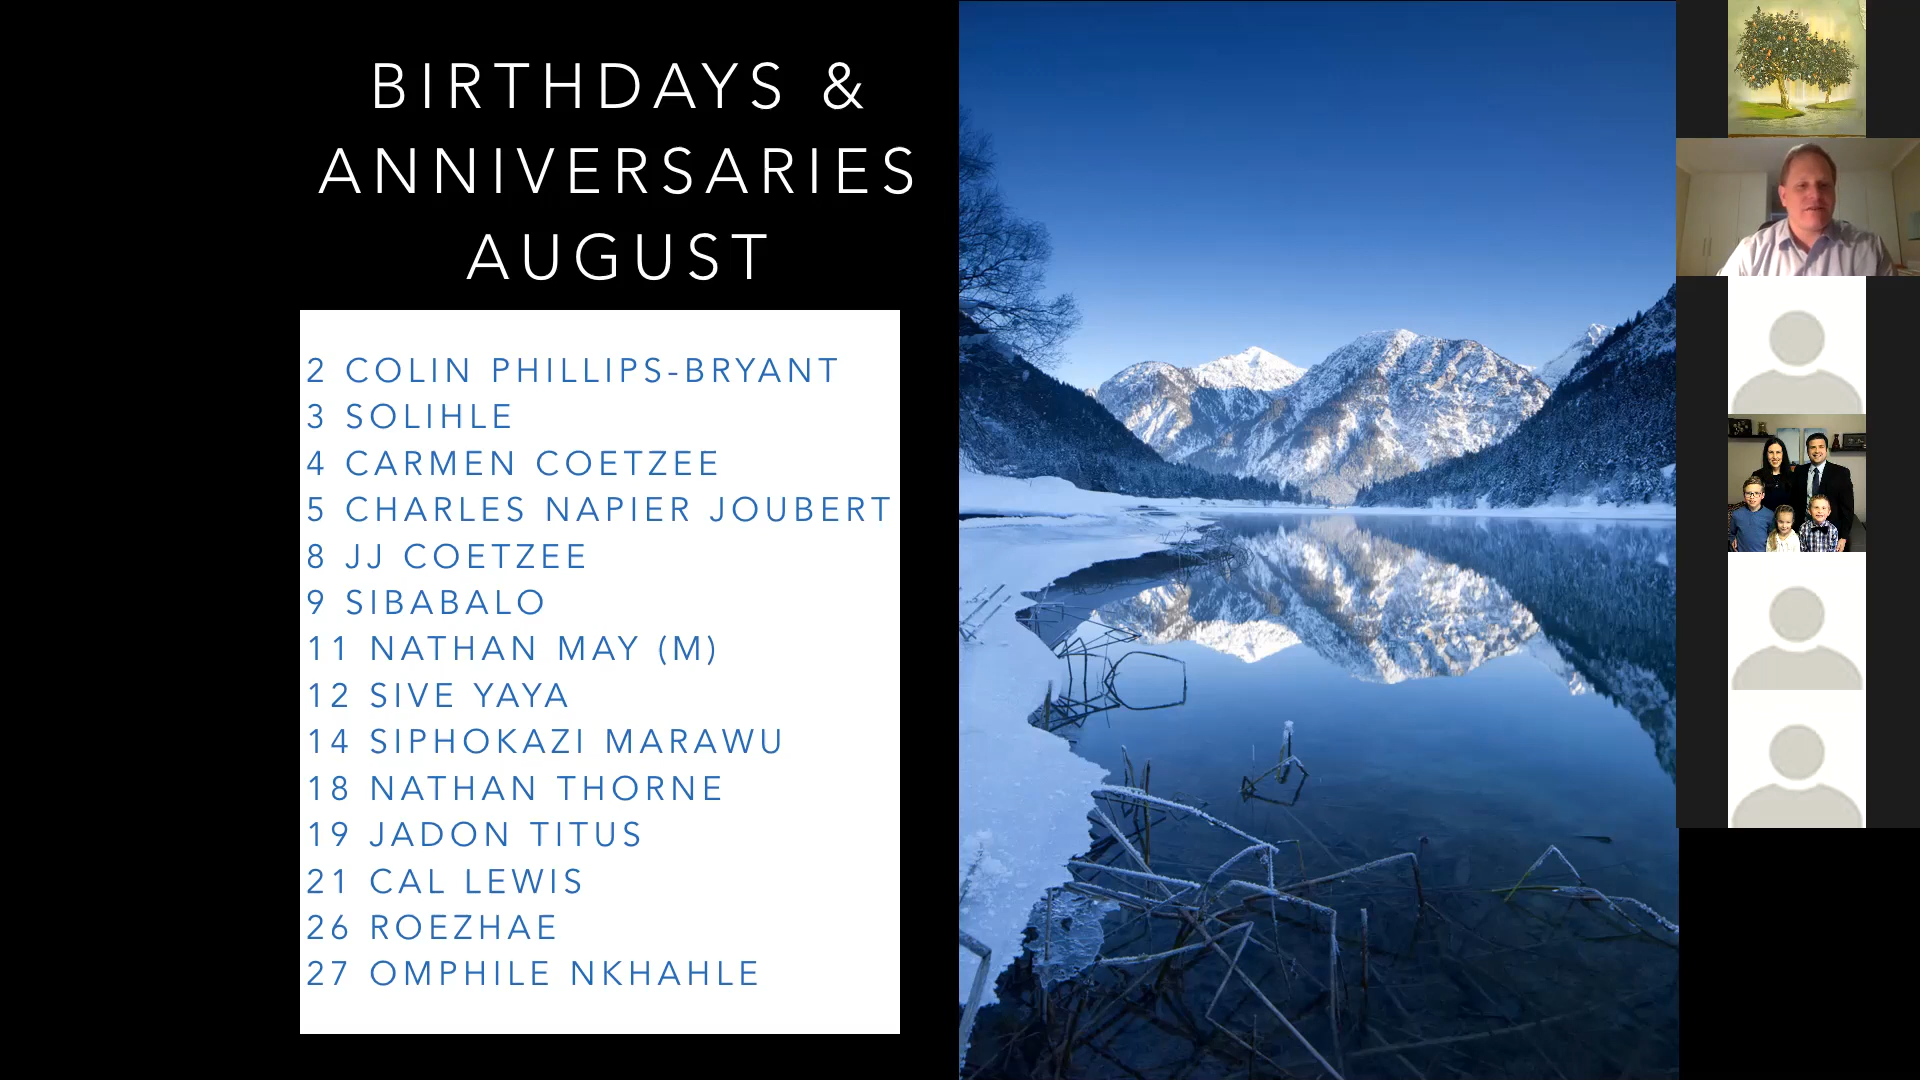 BIRTHDAYS &
ANNIVERSARIES
AUGUST
2 COLIN PHILLIPS-BRYANT
3 SOLIHLE
4 CARMEN COETZEE
5 CHARLES NAPIER JOUBERT
8 JJ COETZEE
9 SIBABALO
11 NATHAN MAY (M)
12 SIVE YAYA
14 SIPHOKAZI MARAWU
18 NATHAN THORNE
19 JADON TITUS
21 CAL LEWIS
26 ROEZHAE
27 OMPHILE NKHAHLE